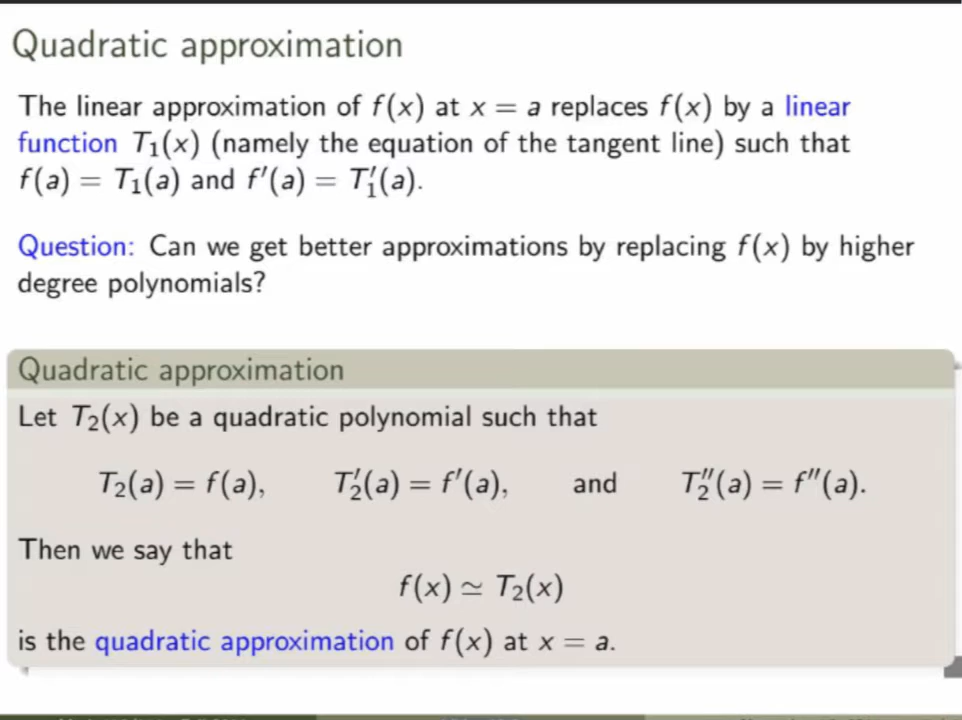 Quadratic approximation
The linear approximation of f(x) at x = a replaces f(x) by a linear
function T₁(x) (namely the equation of the tangent line) such that
f(a) = T₁(a) and f′(a) = T₁′(a).
Question: Can we get better approximations by replacing f(x) by higher
degree polynomials?
Quadratic approximation
Let T₂(x) be a quadratic polynomial such that
T₂(a) = f(a), T₂′(a) = f′(a), and T₂″(a) = f″(a).
Then we say that
f(x) ≃ T₂(x)
is the quadratic approximation of f(x) at x = a.